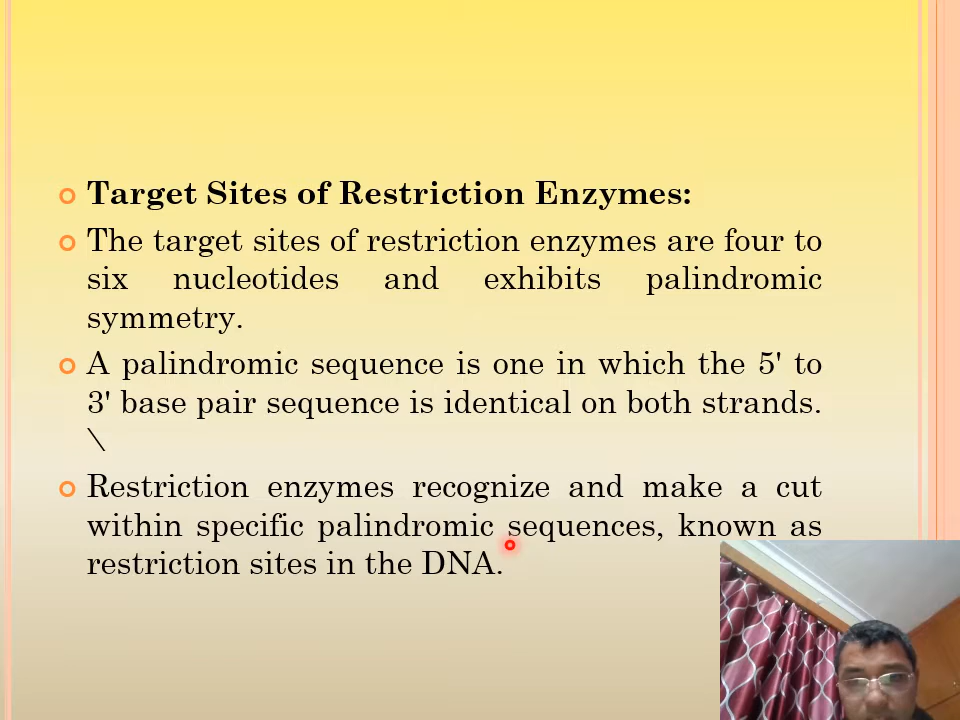 Target Sites of Restriction Enzymes:
The target sites of restriction enzymes are four to
six nucleotides and exhibits palindromic
symmetry.
A palindromic sequence is one in which the 5' to
3' base pair sequence is identical on both strands.
\
Restriction enzymes recognize and make a cut
within specific palindromic sequences, known as
restriction sites in the DNA.